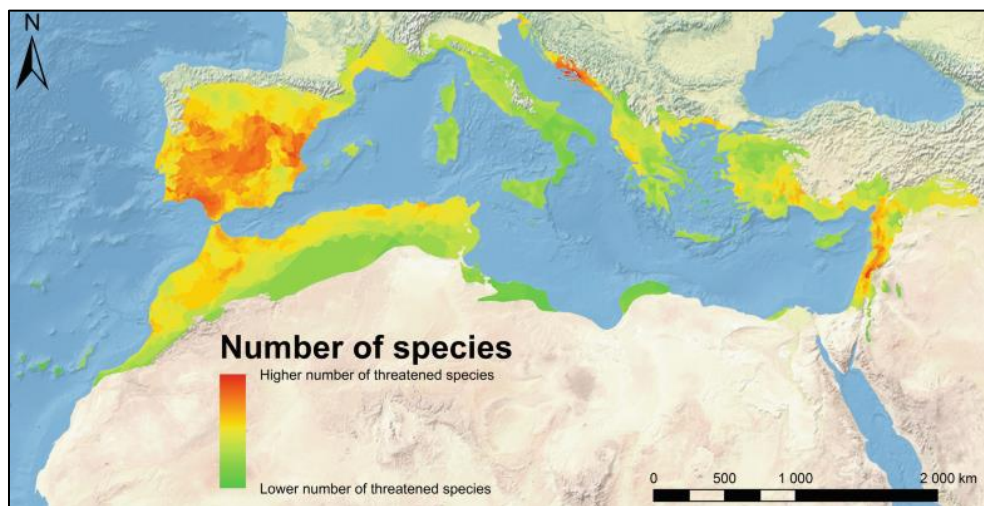 N
Number of species
Higher number of threatened species
Lower number of threatened species
0 500 1 000 2 000 km